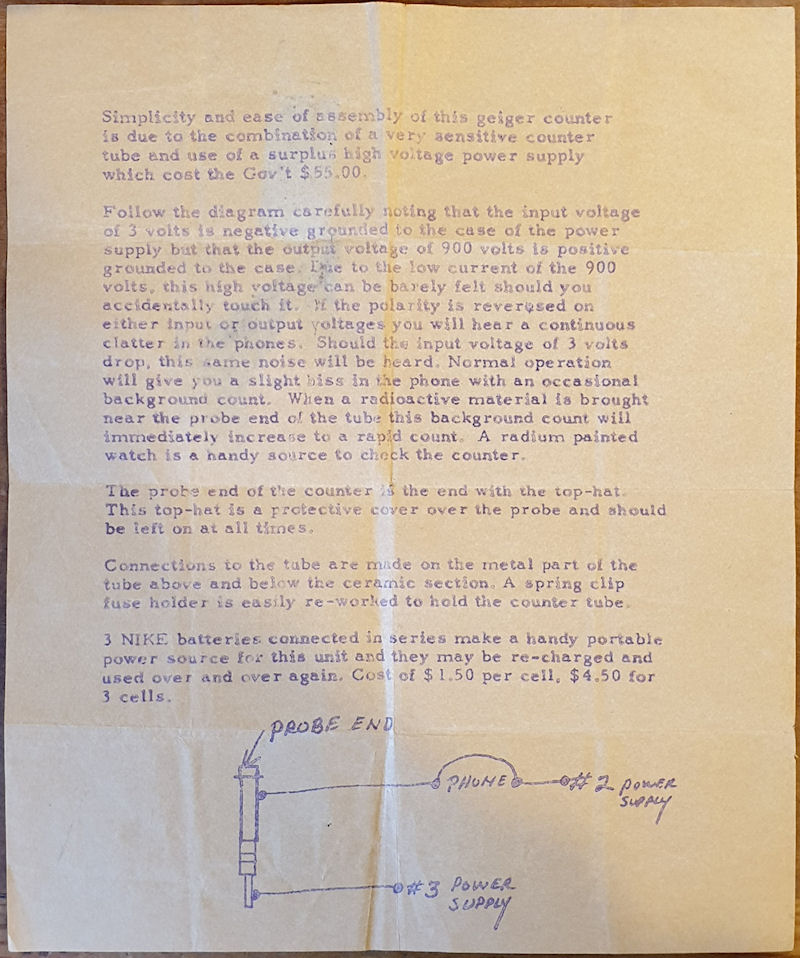 Simplicity and ease of assembly of this geiger counter
is due to the combination of a very sensitive counter
tube and use of a surplus high voltage power supply
which cost the Gov't $55.00.
Follow the diagram carefully noting that the input voltage
of 3 volts is negative grounded to the case of the power
supply but that the output voltage of 900 volts is positive
grounded to the case. Due to the low current of the 900
volts, this high voltage can be barely felt should you
accidentally touch it. If the polarity is reveresed on
either input or output voltages you will hear a continuous
clatter in the phones. Should the input voltage of 3 volts
drop, this same noise will be heard. Normal operation
will give you a slight hiss in the phone with an occasional
background count. When a radioactive material is brought
near the probe end of the tube this background count will
immediately increase to a rapid count. A radium painted
watch is a handy source to check the counter.
The probe end of the counter is the end with the top-hat.
This top-hat is a protective cover over the probe and should
be left on at all times.
Connections to the tube are made on the metal part of the
tube above and below the ceramic section. A spring clip
fuse holder is easily re-worked to hold the counter tube.
3 NIKE batteries connected in series make a handy portable
power source for this unit and they may be re-charged and
used over and over again. Cost of $1.50 per cell, $4.50 for
3 cells.
PROBE END
PHONE #2 POWER
SUPPLY
#3 POWER
SUPPLY